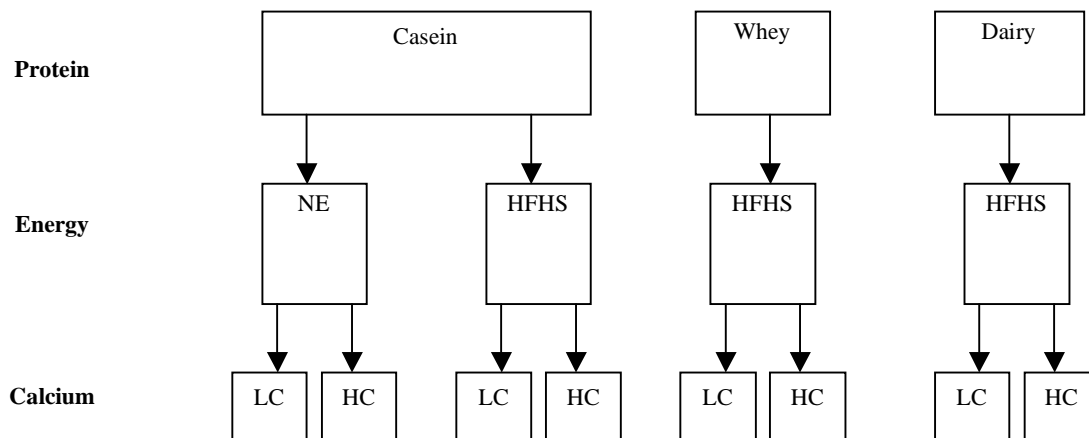 Protein
Casein
Whey
Dairy
Energy
NE
HFHS
HFHS
HFHS
Calcium
LC
HC
LC
HC
LC
HC
LC
HC